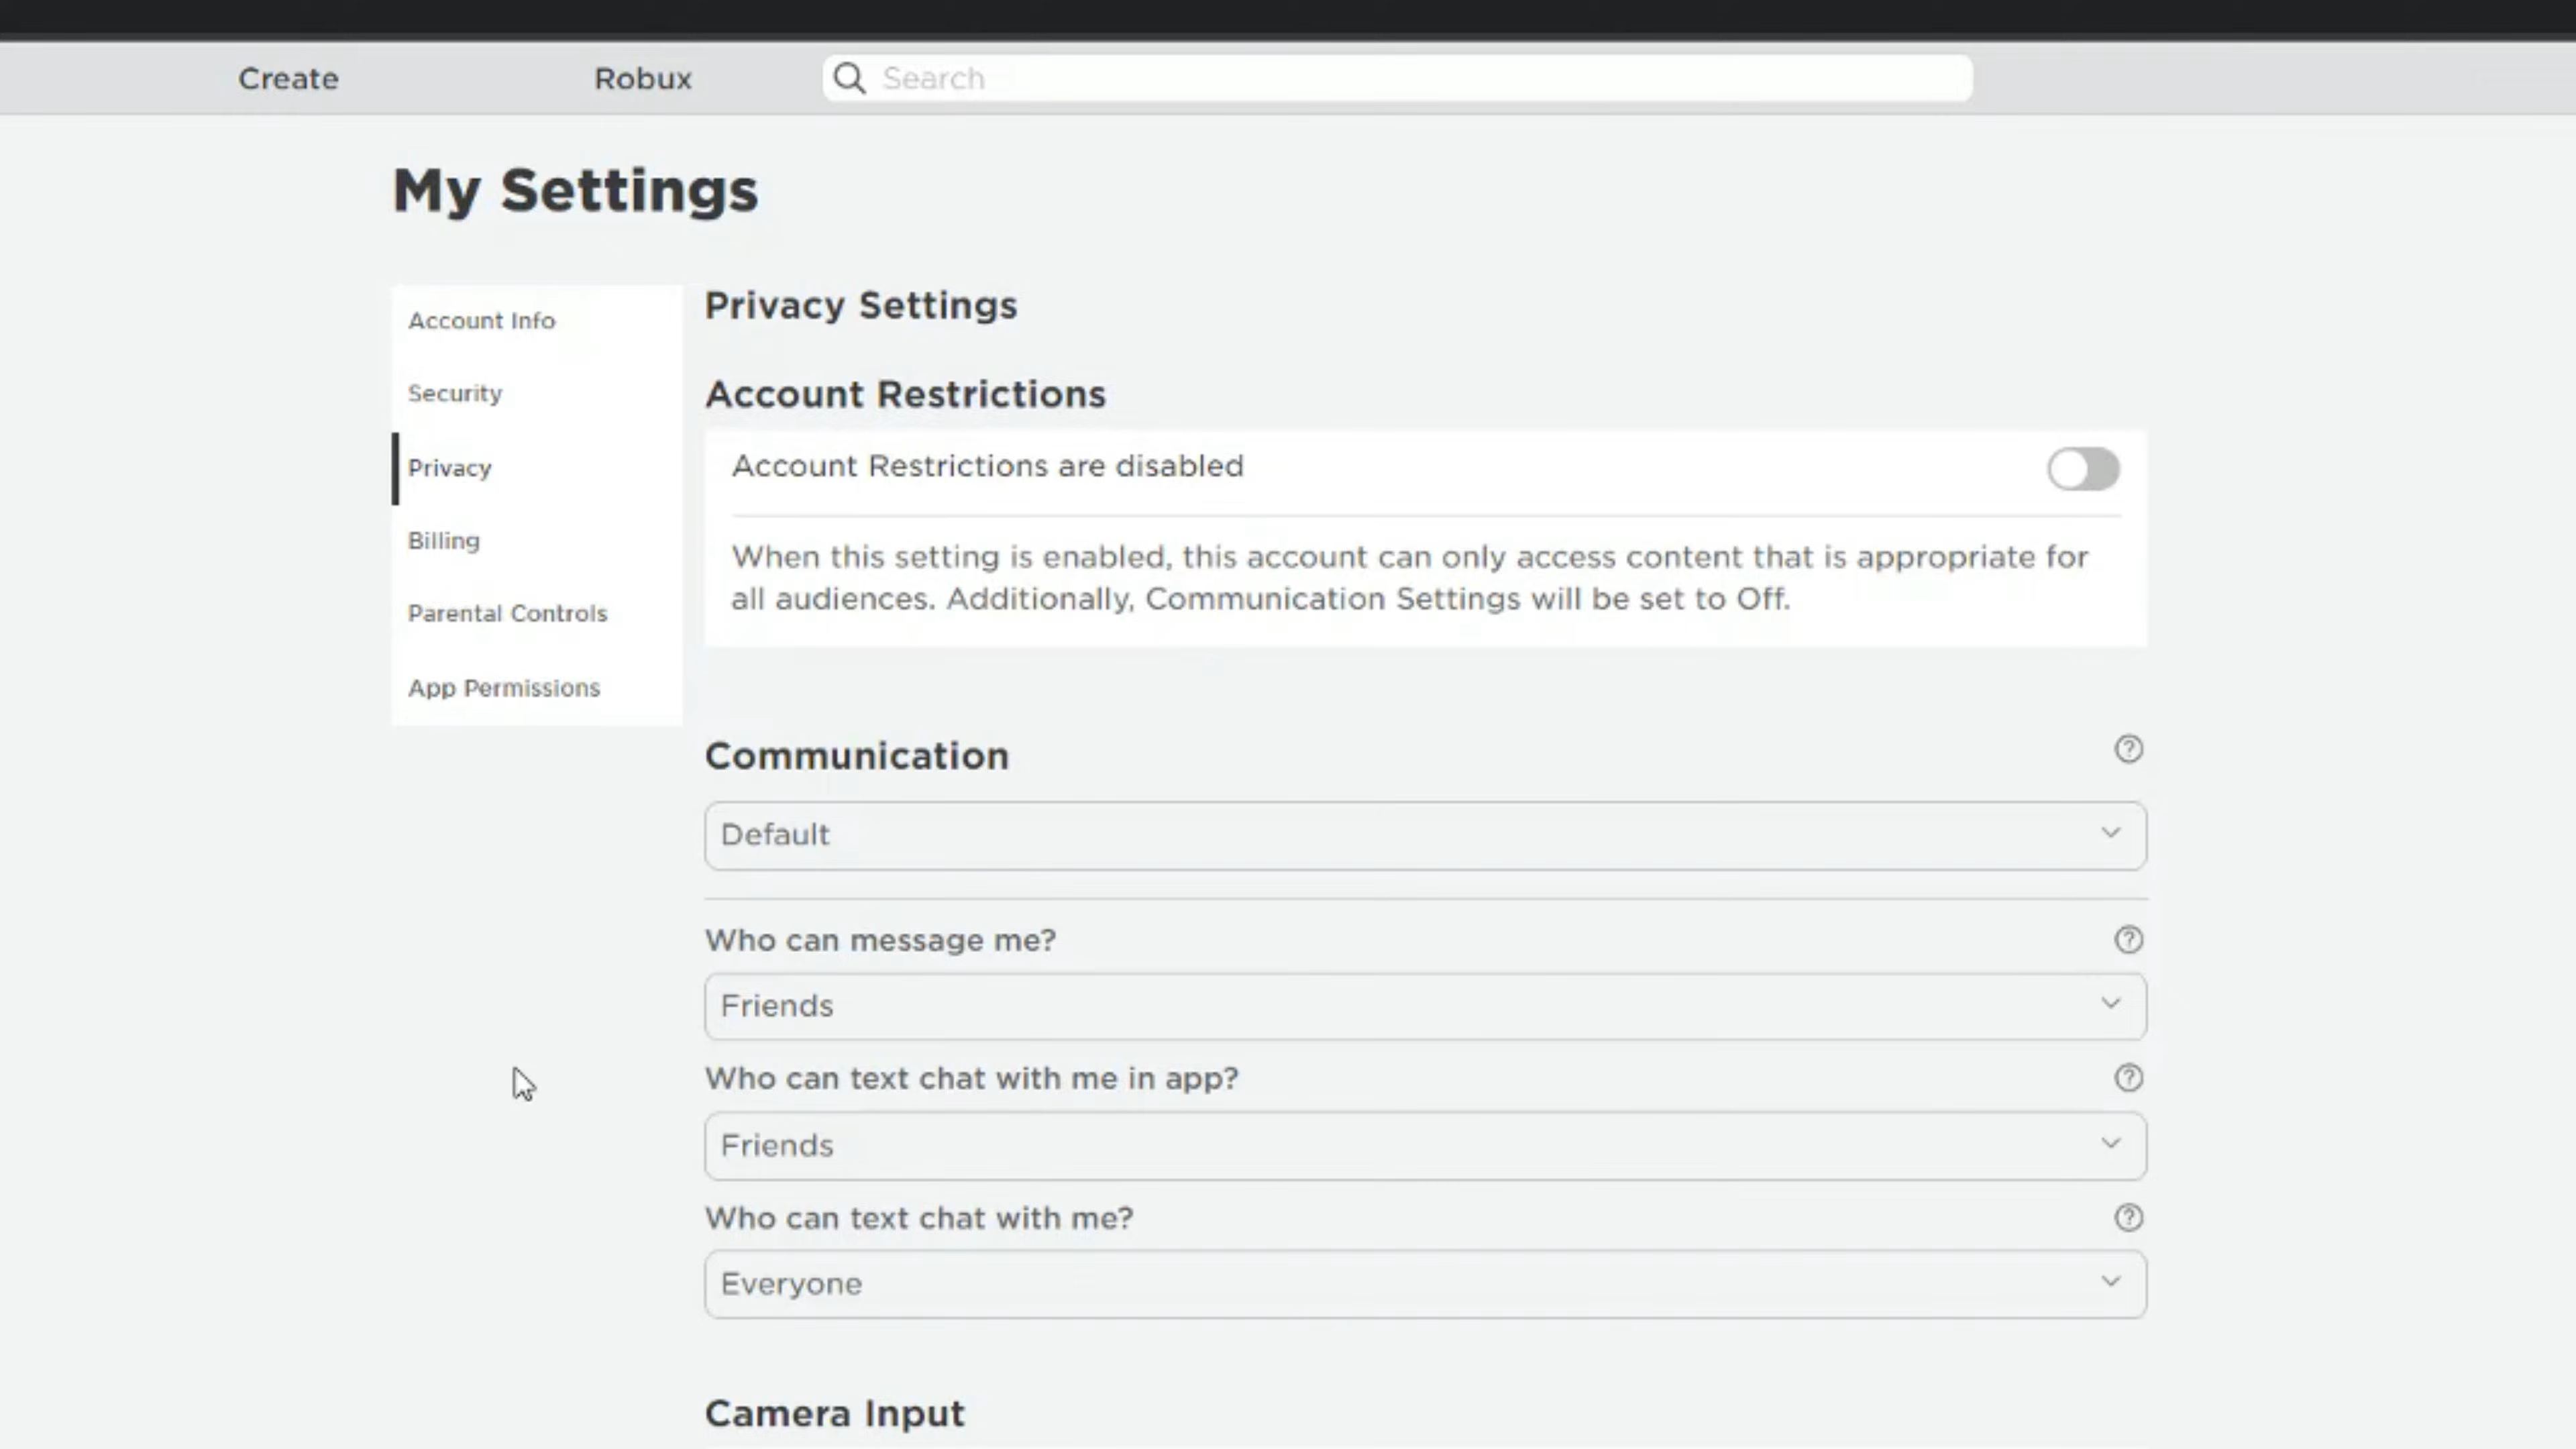 Create
Robux
Search
My Settings
Account Info
Security
Privacy
Billing
Parental Controls
App Permissions
Privacy Settings
Account Restrictions
Account Restrictions are disabled
When this setting is enabled, this account can only access content that is appropriate for
all audiences. Additionally, Communication Settings will be set to Off.
Communication
Default
Who can message me?
Friends
Who can text chat with me in app?
Friends
Who can text chat with me?
Everyone
Camera Input